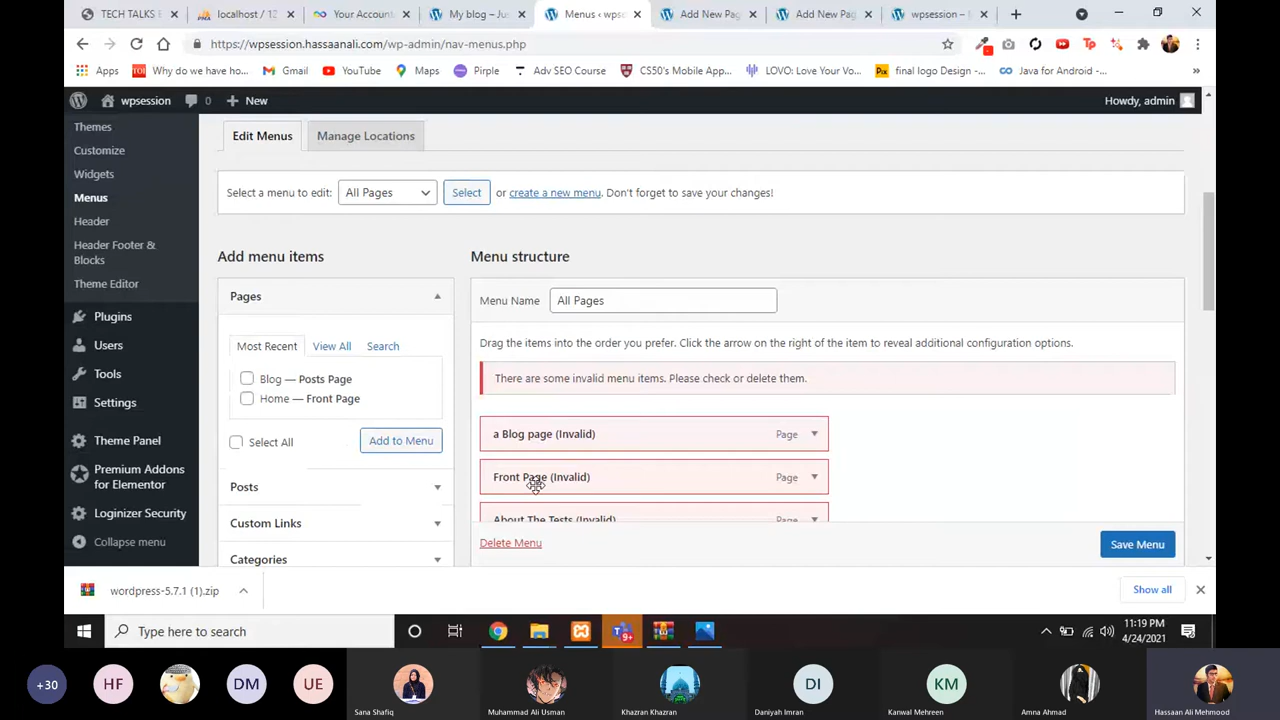 TECH TALKS E
localhost / 12
Your Accoun
My blog – Jus
Menus ‹ wpse
Add New Pag
Add New Pag
wpsession –
https://wpsession.hassaanali.com/wp-admin/nav-menus.php
Apps
Why do we have ho...
Gmail
YouTube
Maps
Pirple
Adv SEO Course
CS50's Mobile App...
LOVO: Love Your Vo...
final logo Design -...
Java for Android -...
wpsession
0
New
Howdy, admin
Themes
Customize
Widgets
Menus
Header
Header Footer &
Blocks
Theme Editor
Plugins
Users
Tools
Settings
Theme Panel
Premium Addons
for Elementor
Loginizer Security
Collapse menu
Edit Menus
Manage Locations
Select a menu to edit:
All Pages
Select
or create a new menu. Don't forget to save your changes!
Add menu items
Pages
Most Recent
View All
Search
Blog — Posts Page
Home — Front Page
Select All
Add to Menu
Posts
Custom Links
Categories
Menu structure
Menu Name
All Pages
Drag the items into the order you prefer. Click the arrow on the right of the item to reveal additional configuration options.
There are some invalid menu items. Please check or delete them.
a Blog page (Invalid)
Page
Front Page (Invalid)
Page
About The Tests (Invalid)
Page
Delete Menu
Save Menu
wordpress-5.7.1 (1).zip
Show all
Type here to search
9+
11:19 PM
4/24/2021
+30
HF
DM
UE
Sana Shafiq
Muhammad Ali Usman
Khazran Khazran
DI
Daniyah Imran
KM
Kanwal Mehreen
Amna Ahmad
Hassaan Ali Mehmood